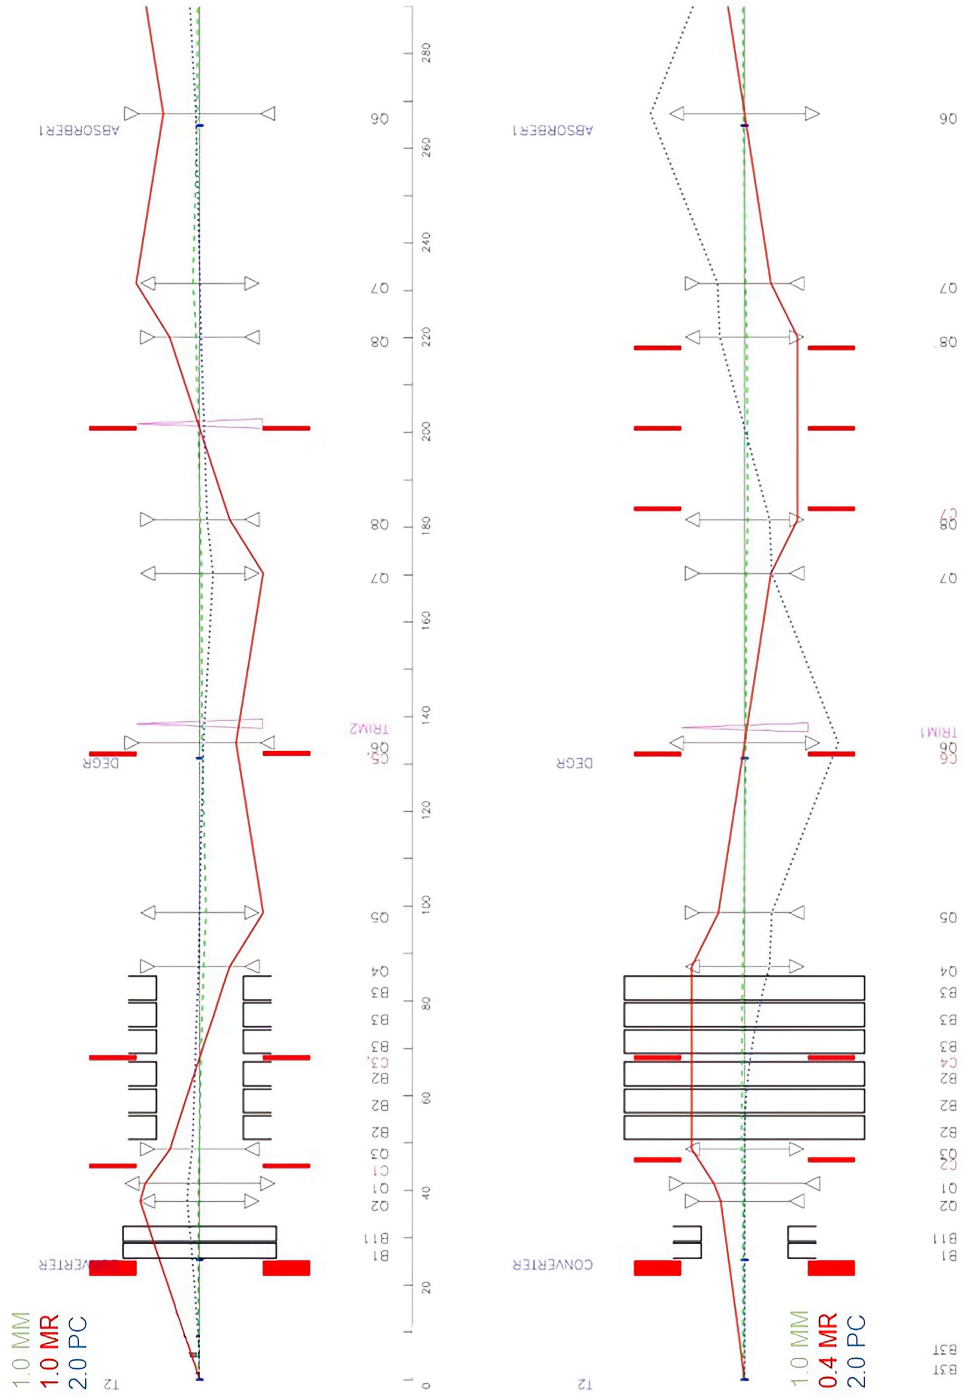 ABSORBER1
DEGR
CONVERTER
T2
1.0 MM
1.0 MR
2.0 PC
Q6
Q7
Q8
Q8
Q7
TRIM2
Q6
C5.
Q5
Q4
B3
B3
B3
C3.
B2
B2
B2
Q3
C1
Q1
Q2
B11
B1
280
260
240
220
200
180
160
140
120
100
80
60
40
20
0
ABSORBER1
DEGR
CONVERTER
1.0 MM
0.4 MR
2.0 PC
Q6
Q7
Q8
C7
Q8
Q7
TRIM1
Q6
C6
Q5
Q4
B3
B3
B3
C4
B2
B2
B2
Q3
C2
Q1
Q2
B11
B1
B3T
B3T